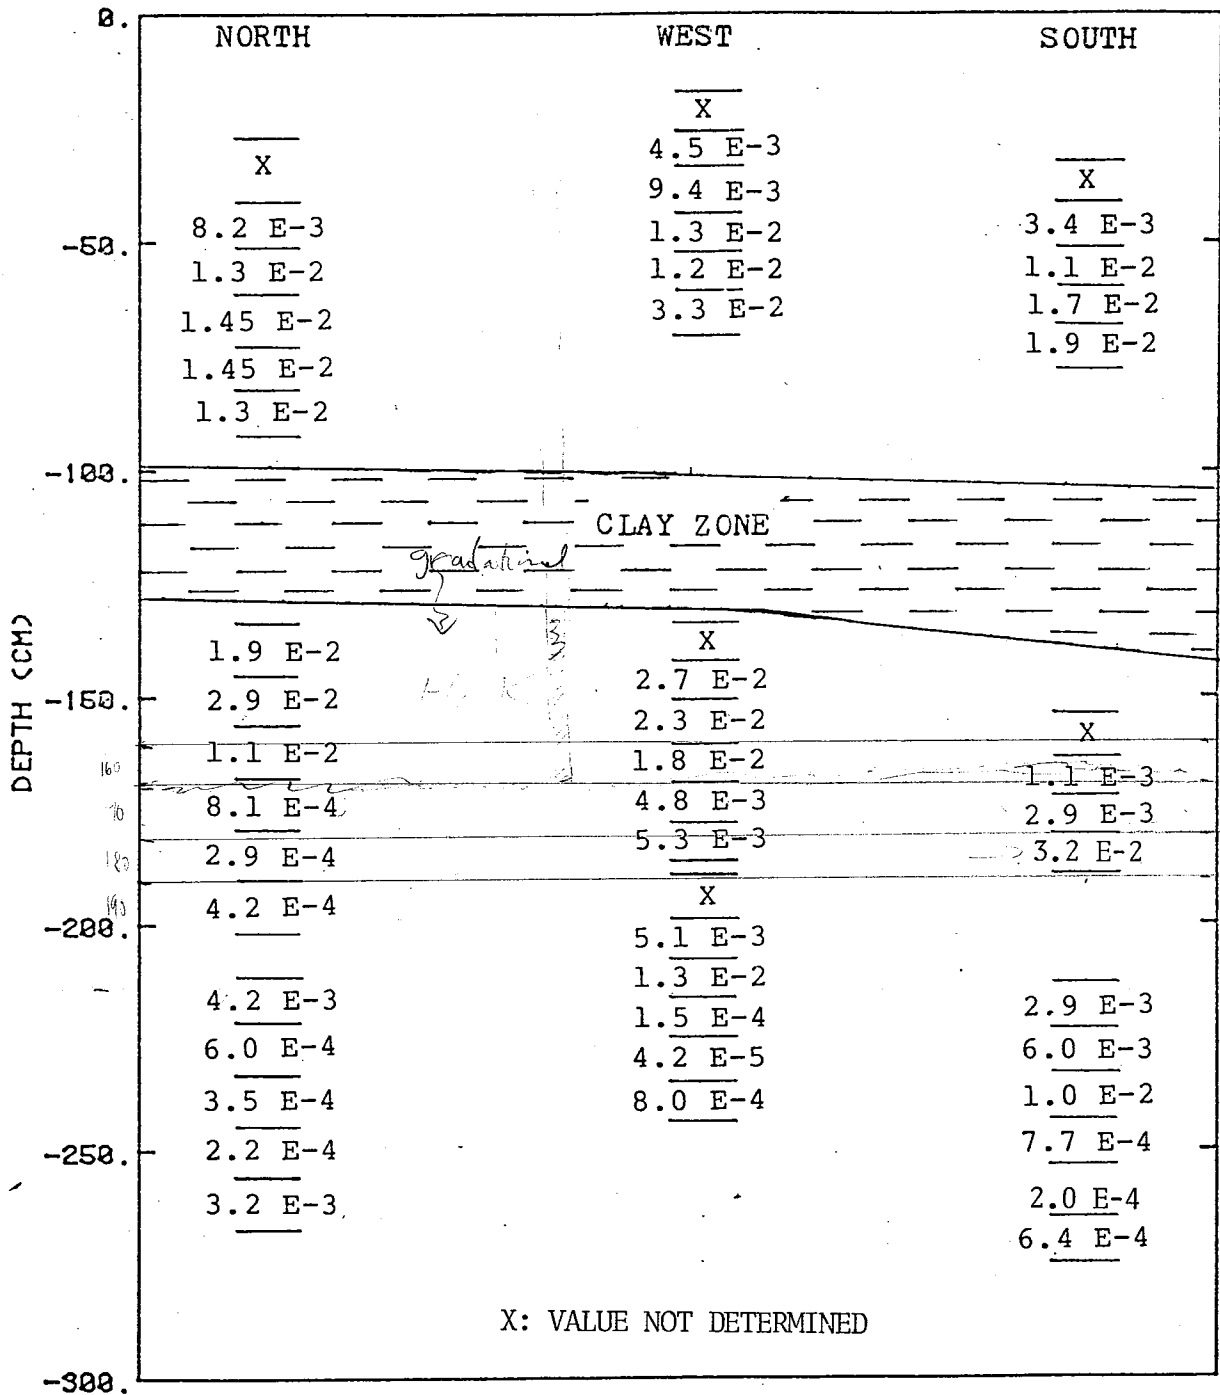 0.
NORTH WEST SOUTH
X
4.5 E-3
9.4 E-3
1.3 E-2
1.2 E-2
3.3 E-2
X
8.2 E-3
1.3 E-2
1.45 E-2
1.45 E-2
1.3 E-2
X
3.4 E-3
1.1 E-2
1.7 E-2
1.9 E-2
-50.
-100.
CLAY ZONE
gradational
DEPTH (CM)
1.9 E-2
2.9 E-2
1.1 E-2
8.1 E-4
2.9 E-4
4.2 E-4
X
2.7 E-2
2.3 E-2
1.8 E-2
4.8 E-3
5.3 E-3
X
1.1 E-3
2.9 E-3
3.2 E-2
-150.
160
70
180
190
-200.
4.2 E-3
6.0 E-4
3.5 E-4
2.2 E-4
3.2 E-3
X
5.1 E-3
1.3 E-2
1.5 E-4
4.2 E-5
8.0 E-4
2.9 E-3
6.0 E-3
1.0 E-2
7.7 E-4
2.0 E-4
6.4 E-4
-250.
X: VALUE NOT DETERMINED
-300.